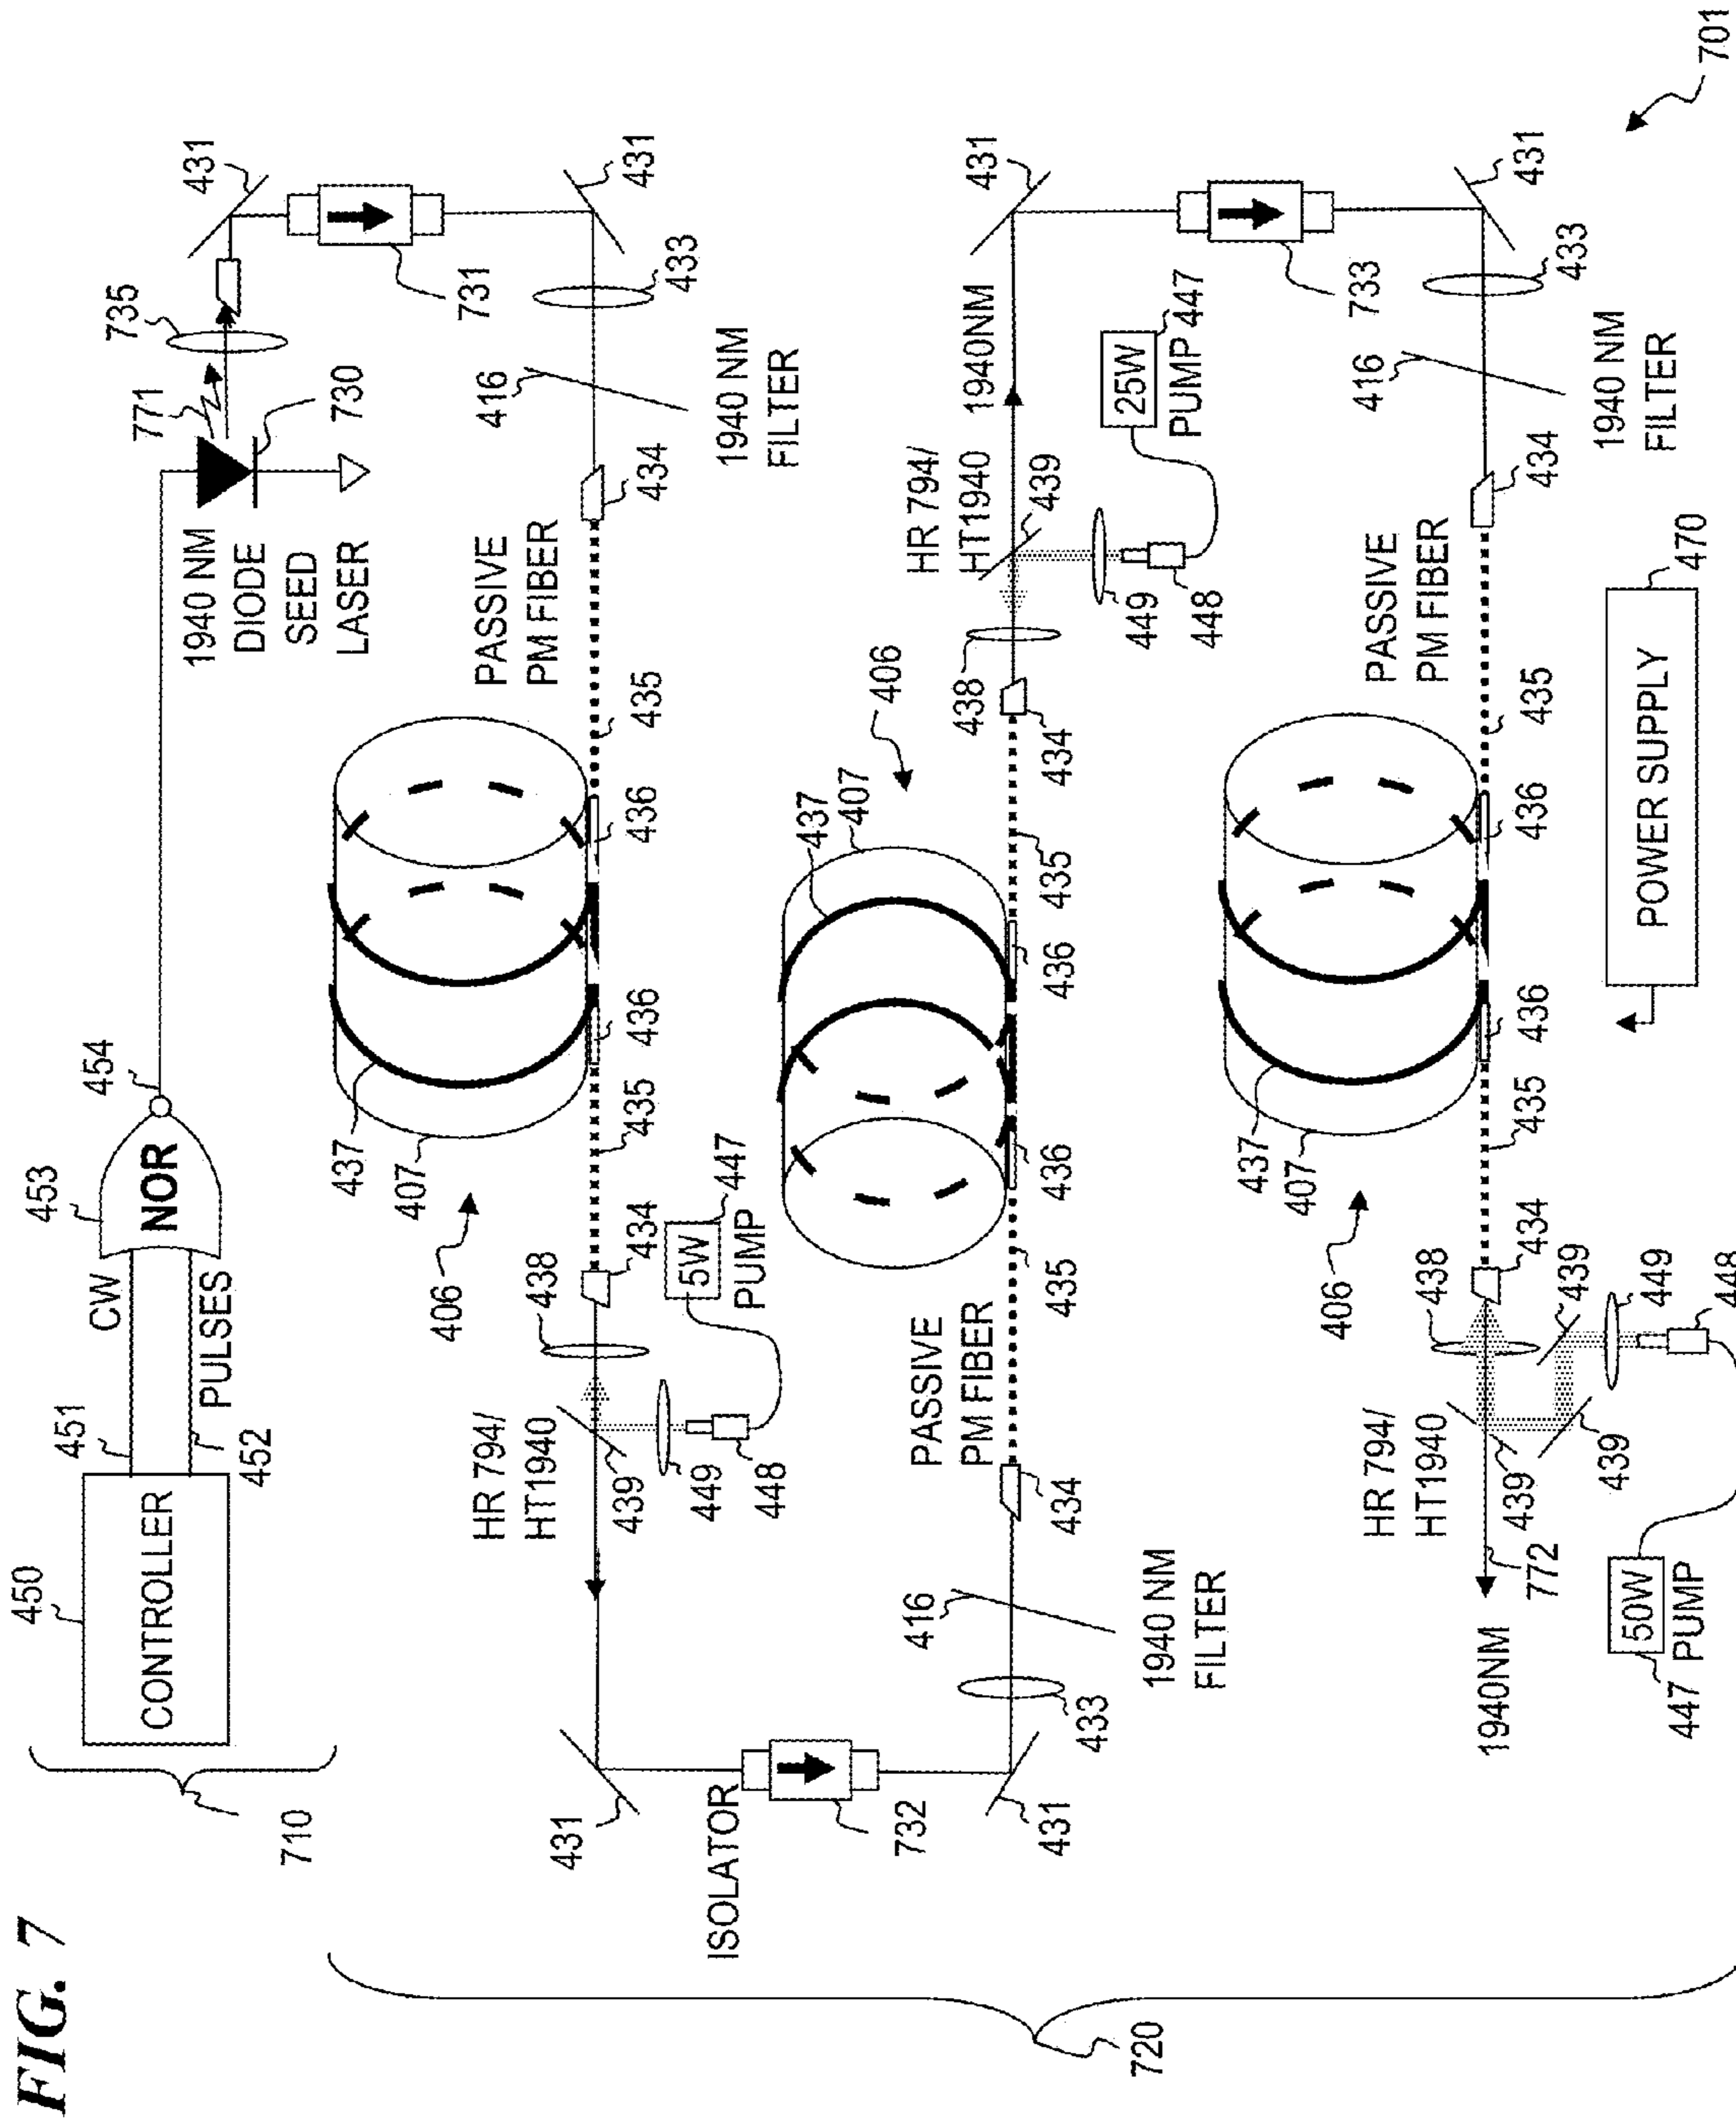 FIG. 7
710
450
CONTROLLER
451
452
CW
PULSES
453
NOR
454
1940 NM
DIODE
SEED
LASER
771
730
735
431
731
431
433
416
1940 NM
FILTER
434
PASSIVE
PM FIBER
435
436
436
437
407
406
435
434
438
447
5W
PUMP
HR 794/
HT1940
439
449
448
431
ISOLATOR
732
431
433
416
1940 NM
FILTER
434
PASSIVE
PM FIBER
435
436
436
437
407
406
435
434
438
HR 794/
HT1940
439
449
448
1940NM
25W
447
PUMP
431
733
431
433
416
1940 NM
FILTER
434
PASSIVE
PM FIBER
435
436
436
437
407
406
435
434
438
439
449
448
HR 794/
HT1940
439
439
772
1940NM
50W
447
PUMP
POWER SUPPLY
470
720
701